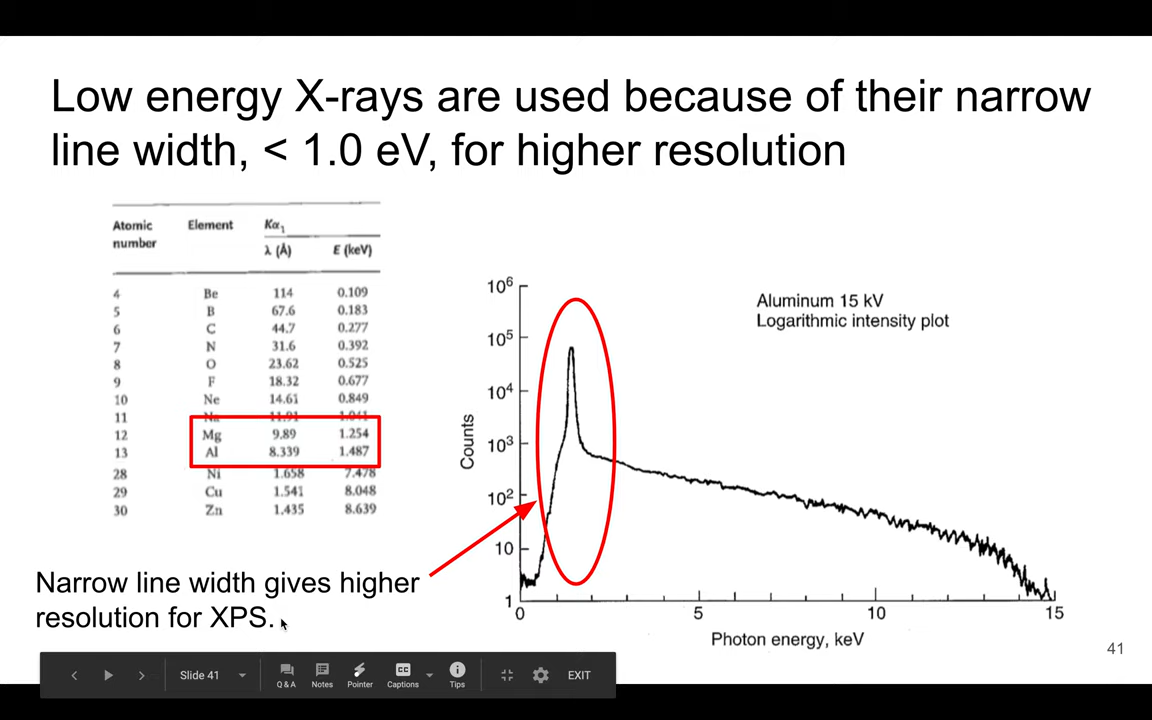 Low energy X-rays are used because of their narrow
line width, < 1.0 eV, for higher resolution
Atomic number Element Kα₁
λ (Å) E (keV)
4 Be 114 0.109
5 B 67.6 0.183
6 C 44.7 0.277
7 N 31.6 0.392
8 O 23.62 0.525
9 F 18.32 0.677
10 Ne 14.61 0.849
11 Na 11.91 1.041
12 Mg 9.89 1.254
13 Al 8.339 1.487
28 Ni 1.658 7.478
29 Cu 1.541 8.048
30 Zn 1.435 8.639
Narrow line width gives higher
resolution for XPS.
Aluminum 15 kV
Logarithmic intensity plot
Counts
10⁶
10⁵
10⁴
10³
10²
10
1
0 5 10 15
Photon energy, keV
41
Slide 41 Q & A Notes Pointer Captions Tips EXIT
CC